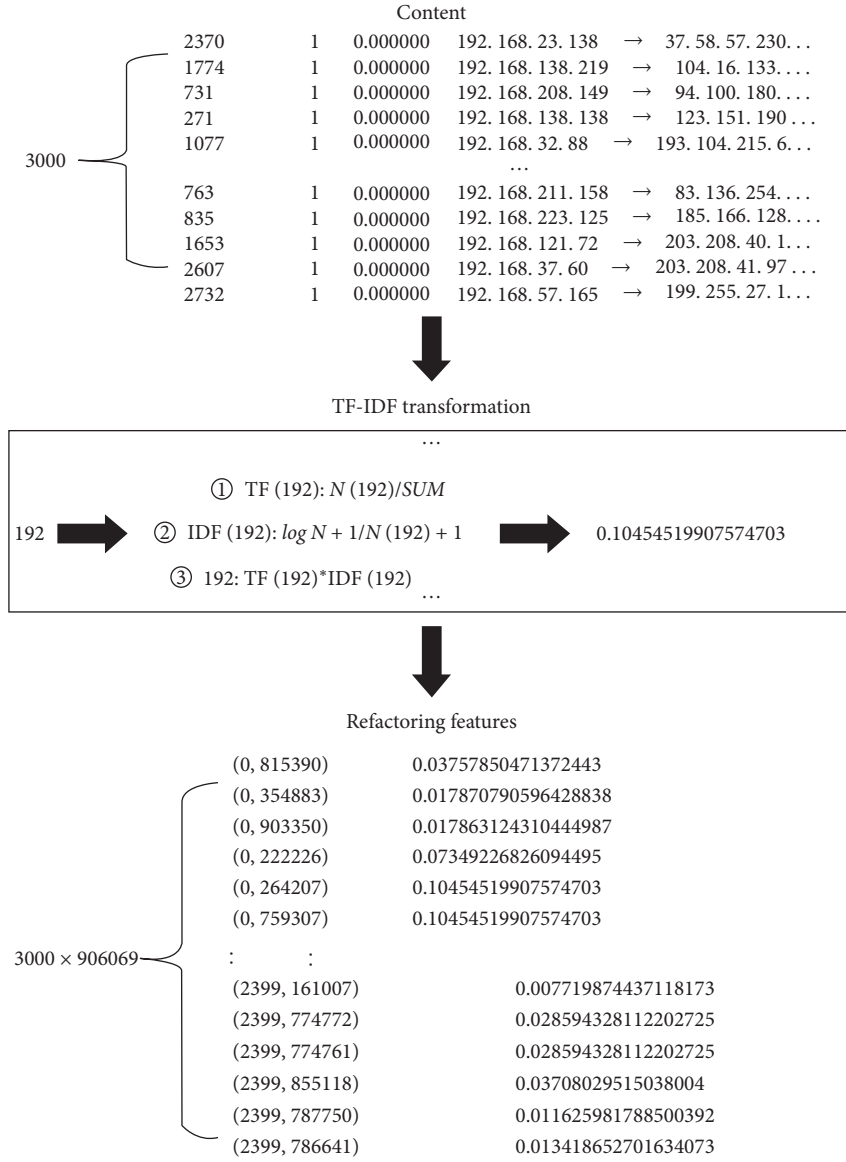 Content
2370 1 0.000000 192. 168. 23. 138 → 37. 58. 57. 230. . .
1774 1 0.000000 192. 168. 138. 219 → 104. 16. 133. . . .
731 1 0.000000 192. 168. 208. 149 → 94. 100. 180. . . .
271 1 0.000000 192. 168. 138. 138 → 123. 151. 190 . . .
1077 1 0.000000 192. 168. 32. 88 → 193. 104. 215. 6. . .
3000
...
763 1 0.000000 192. 168. 211. 158 → 83. 136. 254. . . .
835 1 0.000000 192. 168. 223. 125 → 185. 166. 128. . . .
1653 1 0.000000 192. 168. 121. 72 → 203. 208. 40. 1. . .
2607 1 0.000000 192. 168. 37. 60 → 203. 208. 41. 97 . . .
2732 1 0.000000 192. 168. 57. 165 → 199. 255. 27. 1. . .
TF-IDF transformation
...
① TF (192): N (192)/SUM
192 ② IDF (192): log N + 1/N (192) + 1 0.10454519907574703
③ 192: TF (192)*IDF (192)
...
Refactoring features
(0, 815390) 0.03757850471372443
(0, 354883) 0.017870790596428838
(0, 903350) 0.017863124310444987
(0, 222226) 0.07349226826094495
(0, 264207) 0.10454519907574703
(0, 759307) 0.10454519907574703
3000 × 906069 : :
(2399, 161007) 0.007719874437118173
(2399, 774772) 0.028594328112202725
(2399, 774761) 0.028594328112202725
(2399, 855118) 0.03708029515038004
(2399, 787750) 0.011625981788500392
(2399, 786641) 0.013418652701634073